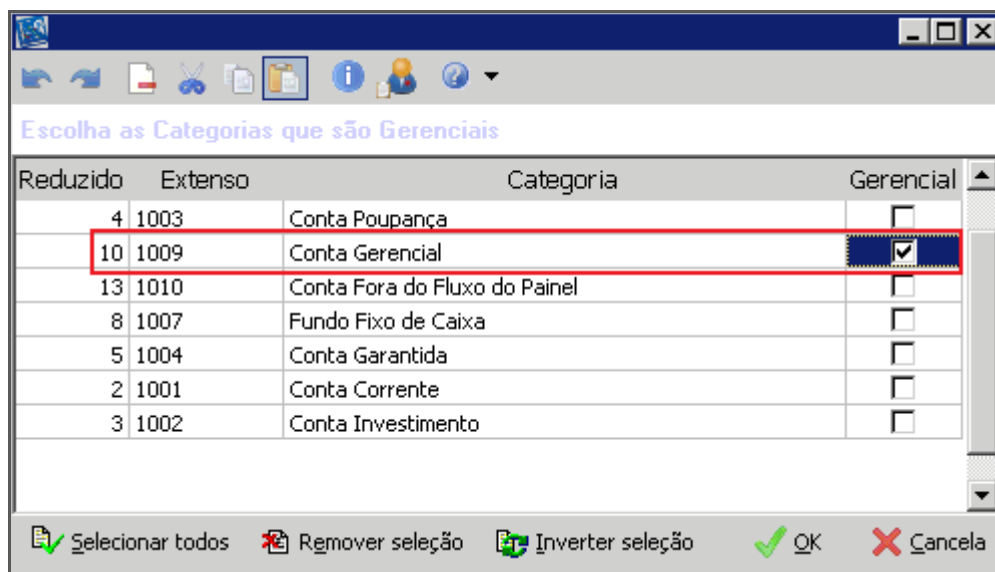 Escolha as Categorias que são Gerenciais
Reduzido Extenso Categoria Gerencial
4 1003 Conta Poupança
10 1009 Conta Gerencial
13 1010 Conta Fora do Fluxo do Painel
8 1007 Fundo Fixo de Caixa
5 1004 Conta Garantida
2 1001 Conta Corrente
3 1002 Conta Investimento
Selecionar todos Remover seleção Inverter seleção OK Cancela